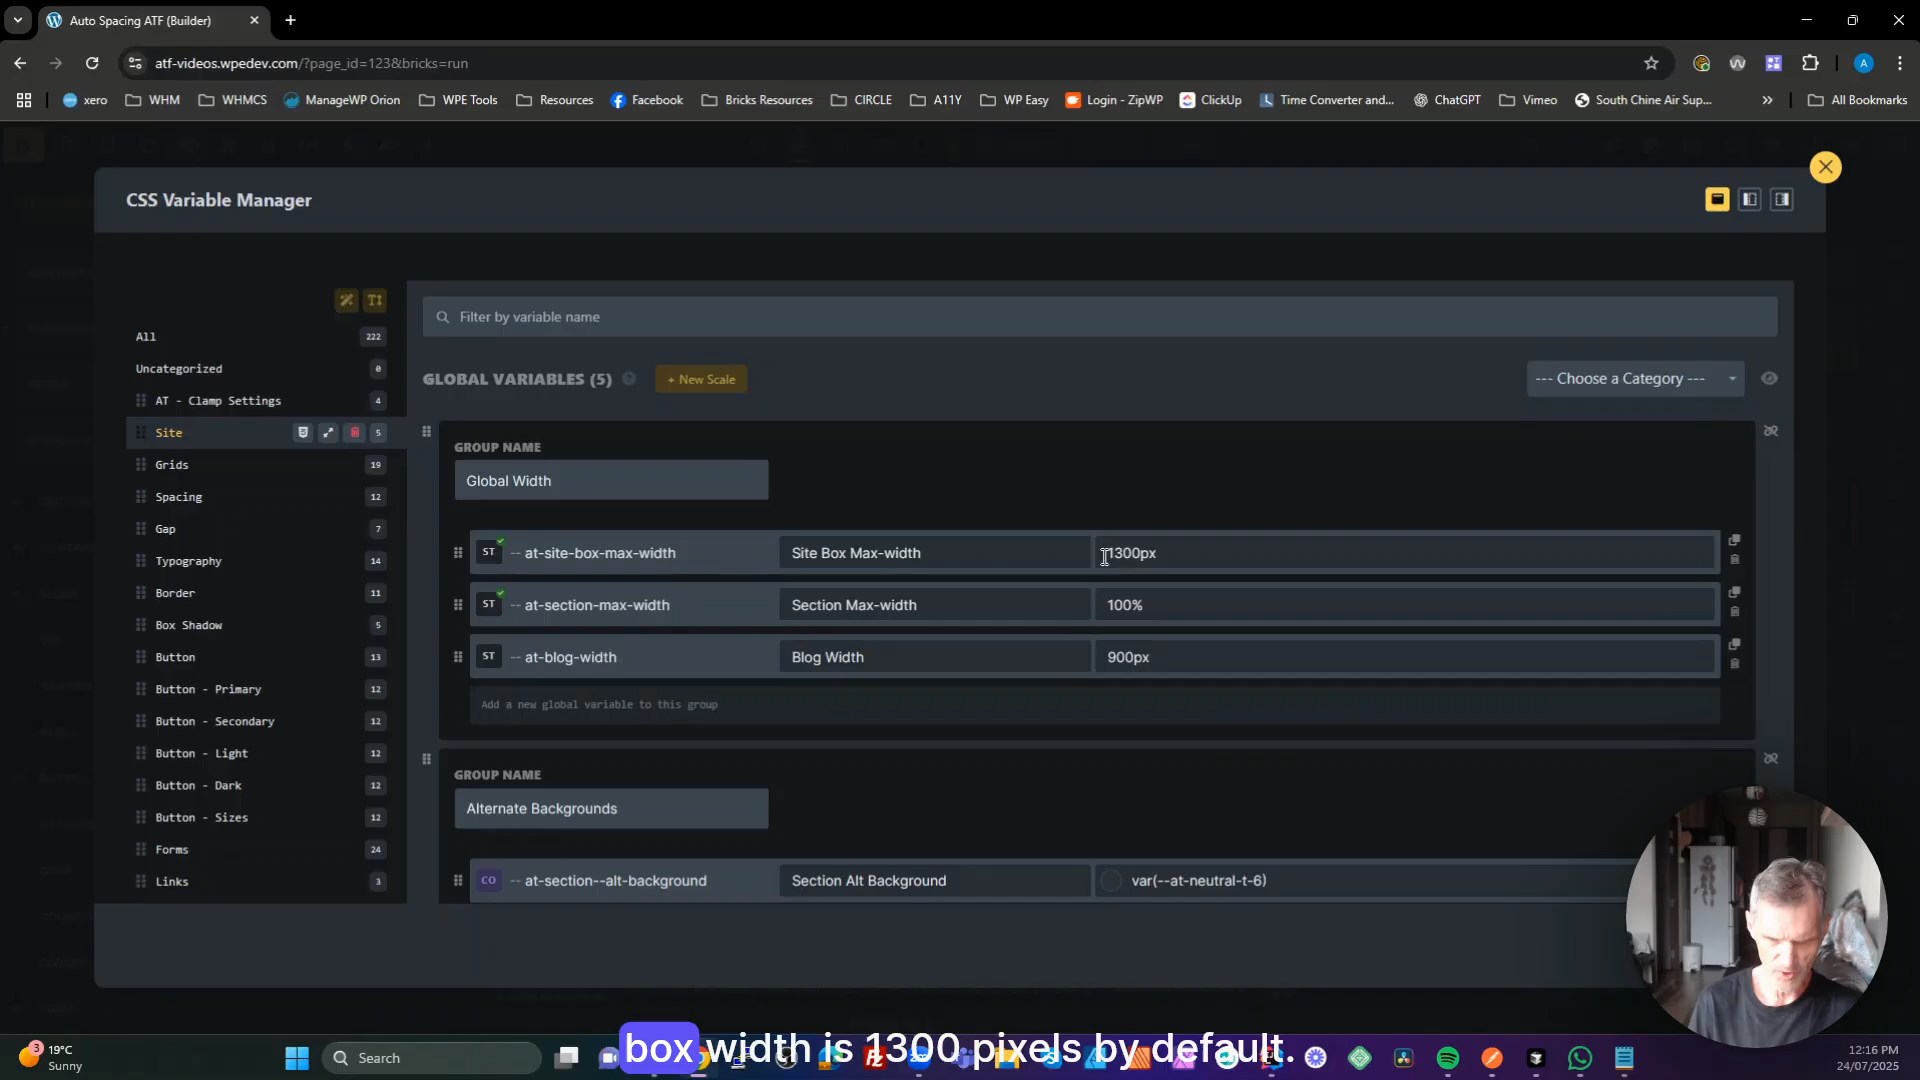 Auto Spacing ATF (Builder)
atf-videos.wpedev.com/?page_id=123&bricks=run
A
xero
WHM
WHMCS
ManageWP Orion
WPE Tools
Resources
Facebook
Bricks Resources
CIRCLE
A11Y
WP Easy
Login - ZipWP
ClickUp
Time Converter and...
ChatGPT
Vimeo
South Chine Air Sup...
All Bookmarks
CSS Variable Manager
All 222
Uncategorized 0
AT - Clamp Settings 4
Site 5
Grids 19
Spacing 12
Gap 7
Typography 14
Border 11
Box Shadow 5
Button 13
Button - Primary 12
Button - Secondary 12
Button - Light 12
Button - Dark 12
Button - Sizes 12
Forms 24
Links 3
Filter by variable name
GLOBAL VARIABLES (5)
+ New Scale
--- Choose a Category ---
GROUP NAME
Global Width
ST -- at-site-box-max-width Site Box Max-width 1300px
ST -- at-section-max-width Section Max-width 100%
ST -- at-blog-width Blog Width 900px
Add a new global variable to this group
GROUP NAME
Alternate Backgrounds
CO -- at-section--alt-background Section Alt Background var(--at-neutral-t-6)
box width is 1300 pixels by default.
3
19°C
Sunny
Search
12:16 PM
24/07/2025